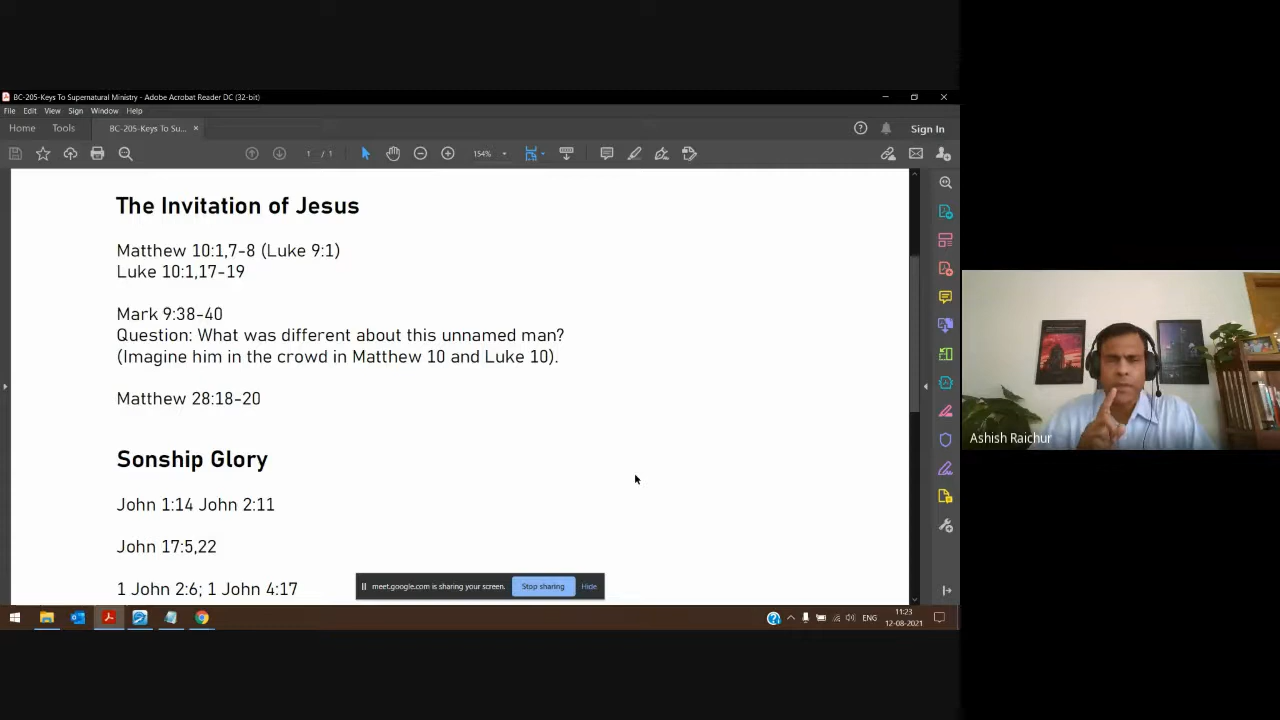 BC-205-Keys To Supernatural Ministry - Adobe Acrobat Reader DC (32-bit)
File Edit View Sign Window Help
Home Tools BC-205-Keys To Su... × Sign In
1 / 1 154%
The Invitation of Jesus
Matthew 10:1,7-8 (Luke 9:1)
Luke 10:1,17-19
Mark 9:38-40
Question: What was different about this unnamed man?
(Imagine him in the crowd in Matthew 10 and Luke 10).
Matthew 28:18-20
Sonship Glory
John 1:14 John 2:11
John 17:5,22
1 John 2:6; 1 John 4:17
meet.google.com is sharing your screen. Stop sharing Hide
Ashish Raichur
ENG
11:23
12-08-2021